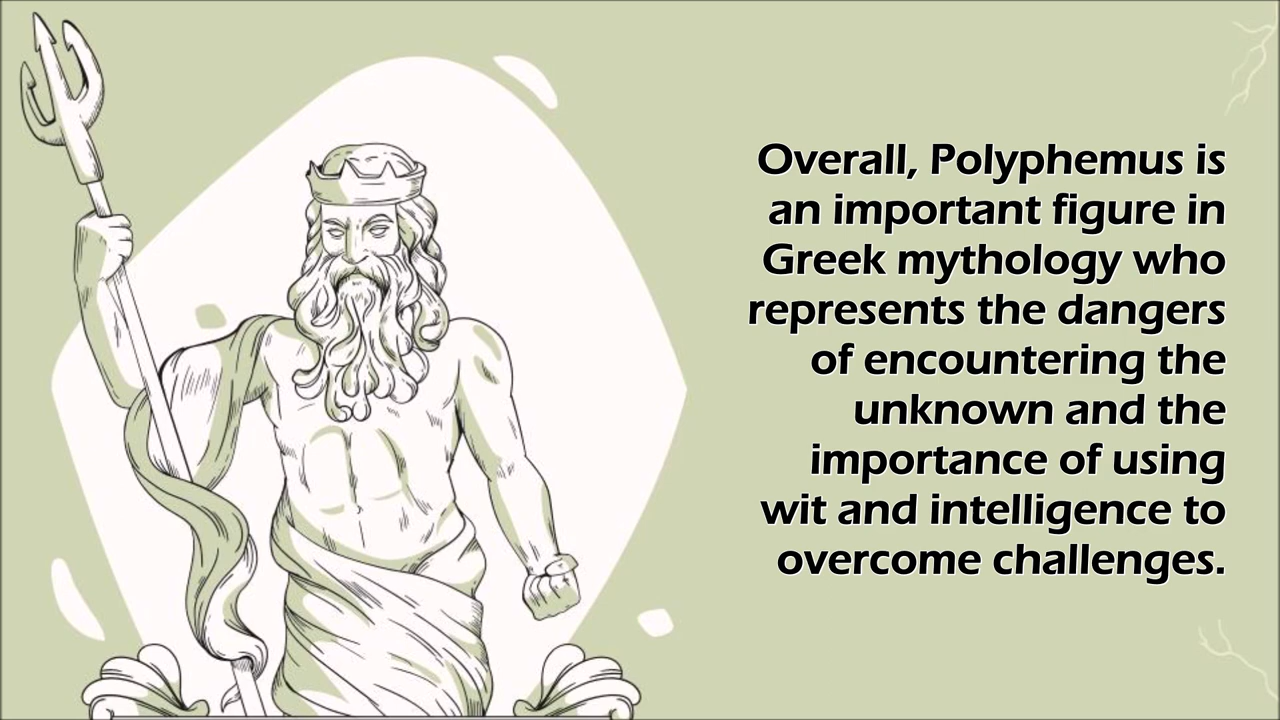 Overall, Polyphemus is
an important figure in
Greek mythology who
represents the dangers
of encountering the
unknown and the
importance of using
wit and intelligence to
overcome challenges.